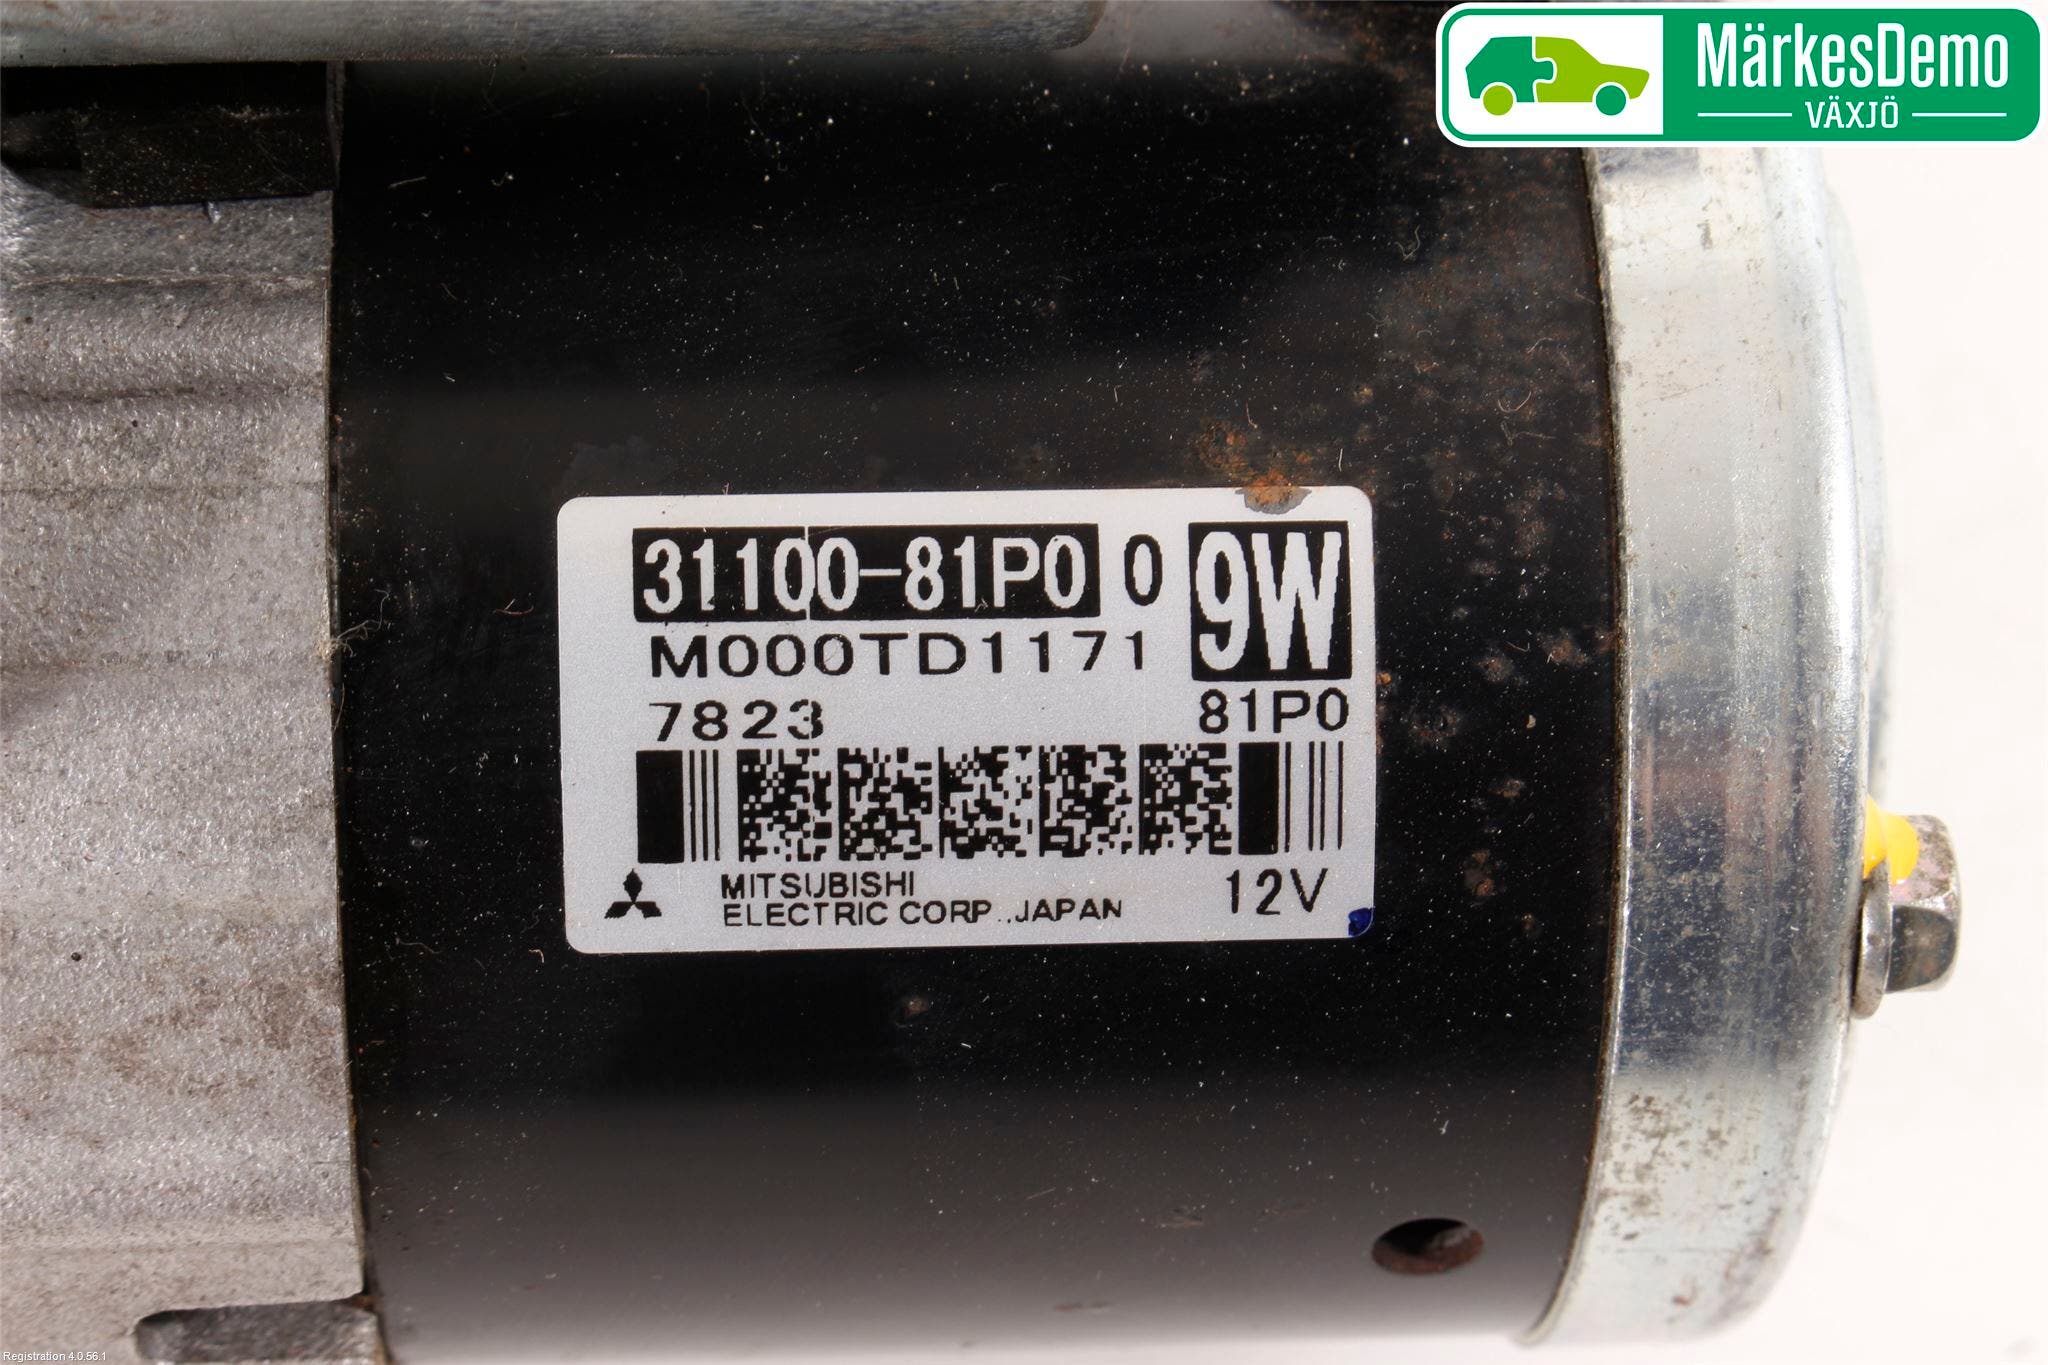 MärkesDemo
VÄXJÖ
31100-81P0 0 9W
M000TD1171
7823 81P0
MITSUBISHI
ELECTRIC CORP.,JAPAN 12V
Registration 4.0.56.1